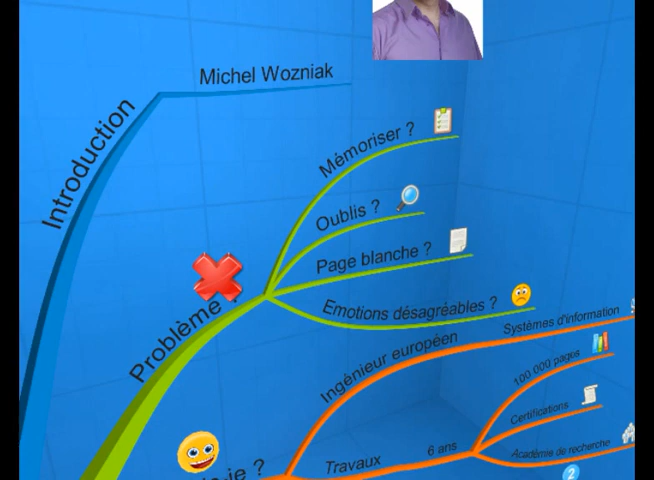 Introduction
Michel Wozniak
Problème ?
Mémoriser ?
Oublis ?
Page blanche ?
Emotions désagréables ?
Ingénieur européen
Systèmes d'information
100 000 pages
Certifications
Académie de recherche
Travaux
6 ans
je ?
2